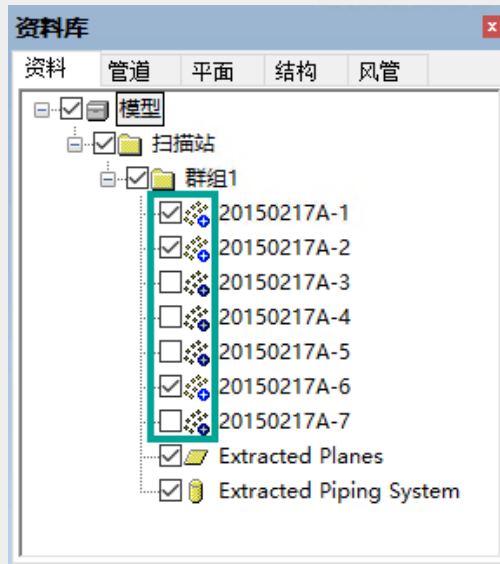 资料库
资料 管道 平面 结构 风管
模型
扫描站
群组1
20150217A-1
20150217A-2
20150217A-3
20150217A-4
20150217A-5
20150217A-6
20150217A-7
Extracted Planes
Extracted Piping System